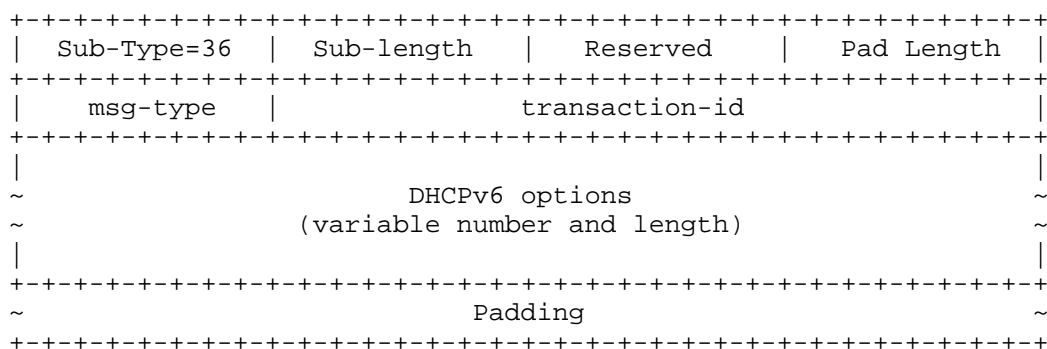 +-+-+-+-+-+-+-+-+-+-+-+-+-+-+-+-+-+-+-+-+-+-+-+-+-+-+-+-+-+-+-+-+
|  Sub-Type=36  |  Sub-length   |   Reserved    |   Pad Length  |
+-+-+-+-+-+-+-+-+-+-+-+-+-+-+-+-+-+-+-+-+-+-+-+-+-+-+-+-+-+-+-+-+
|    msg-type   |               transaction-id                  |
+-+-+-+-+-+-+-+-+-+-+-+-+-+-+-+-+-+-+-+-+-+-+-+-+-+-+-+-+-+-+-+-+
|                                                               |
~                        DHCPv6 options                         ~
~                 (variable number and length)                  ~
|                                                               |
+-+-+-+-+-+-+-+-+-+-+-+-+-+-+-+-+-+-+-+-+-+-+-+-+-+-+-+-+-+-+-+-+
~                            Padding                            ~
+-+-+-+-+-+-+-+-+-+-+-+-+-+-+-+-+-+-+-+-+-+-+-+-+-+-+-+-+-+-+-+-+